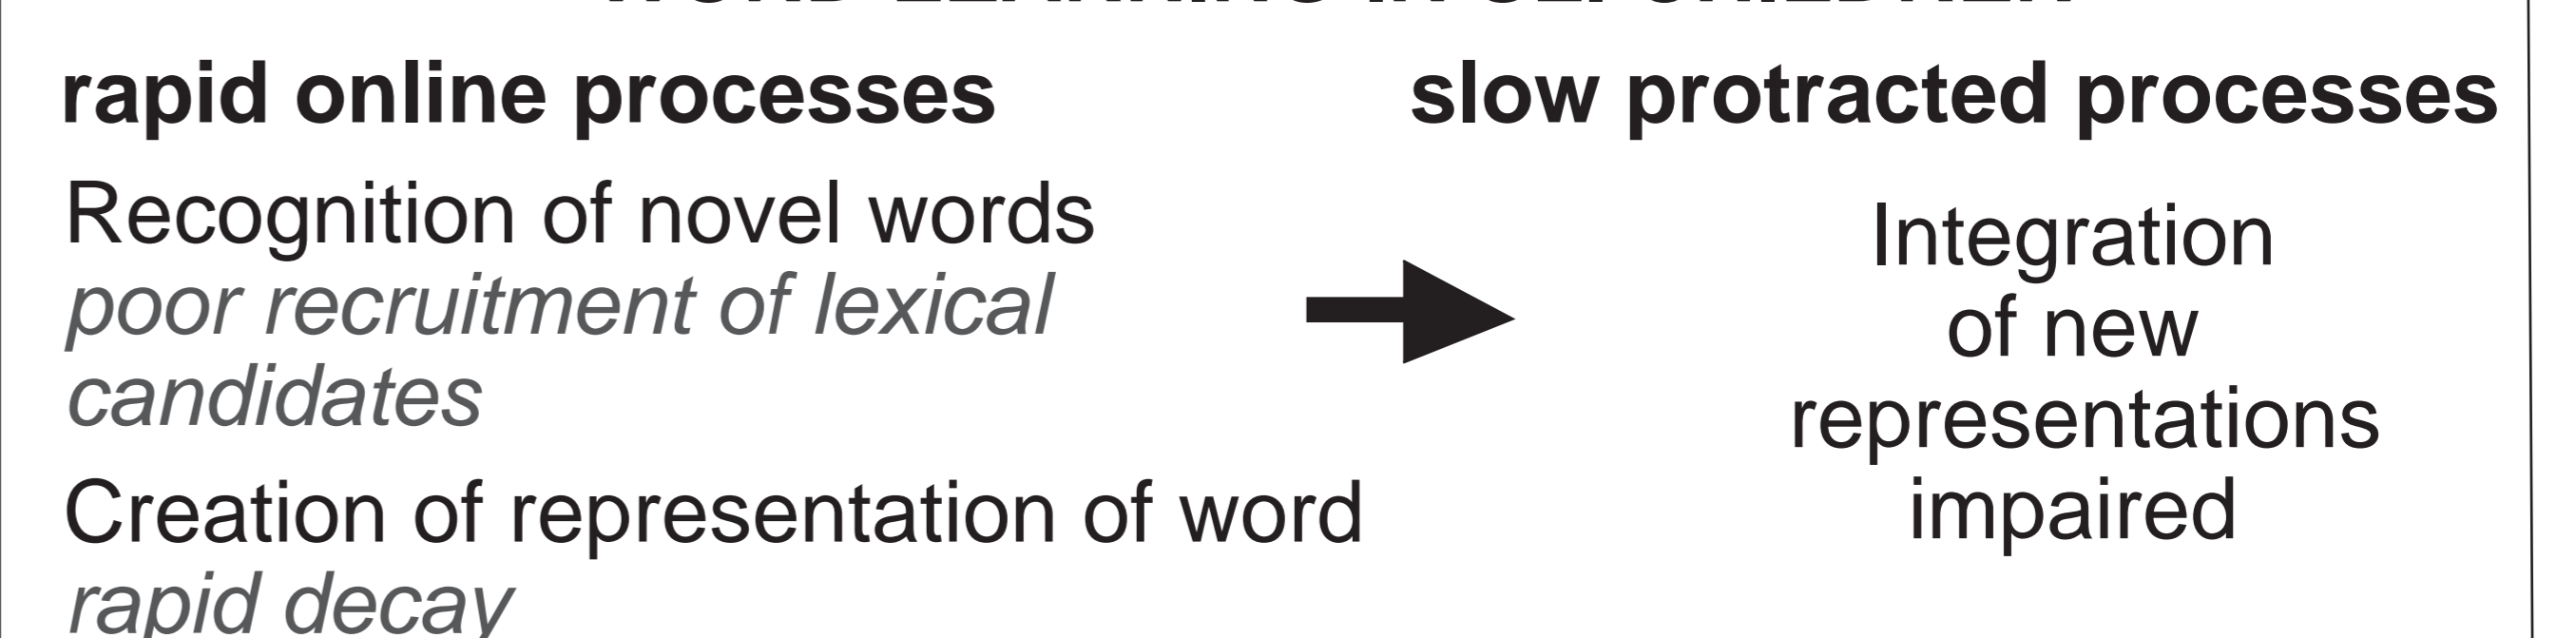 rapid online processes
slow protracted processes
Recognition of novel words
poor recruitment of lexical
candidates
Creation of representation of word
rapid decay
Integration
of new
representations
impaired